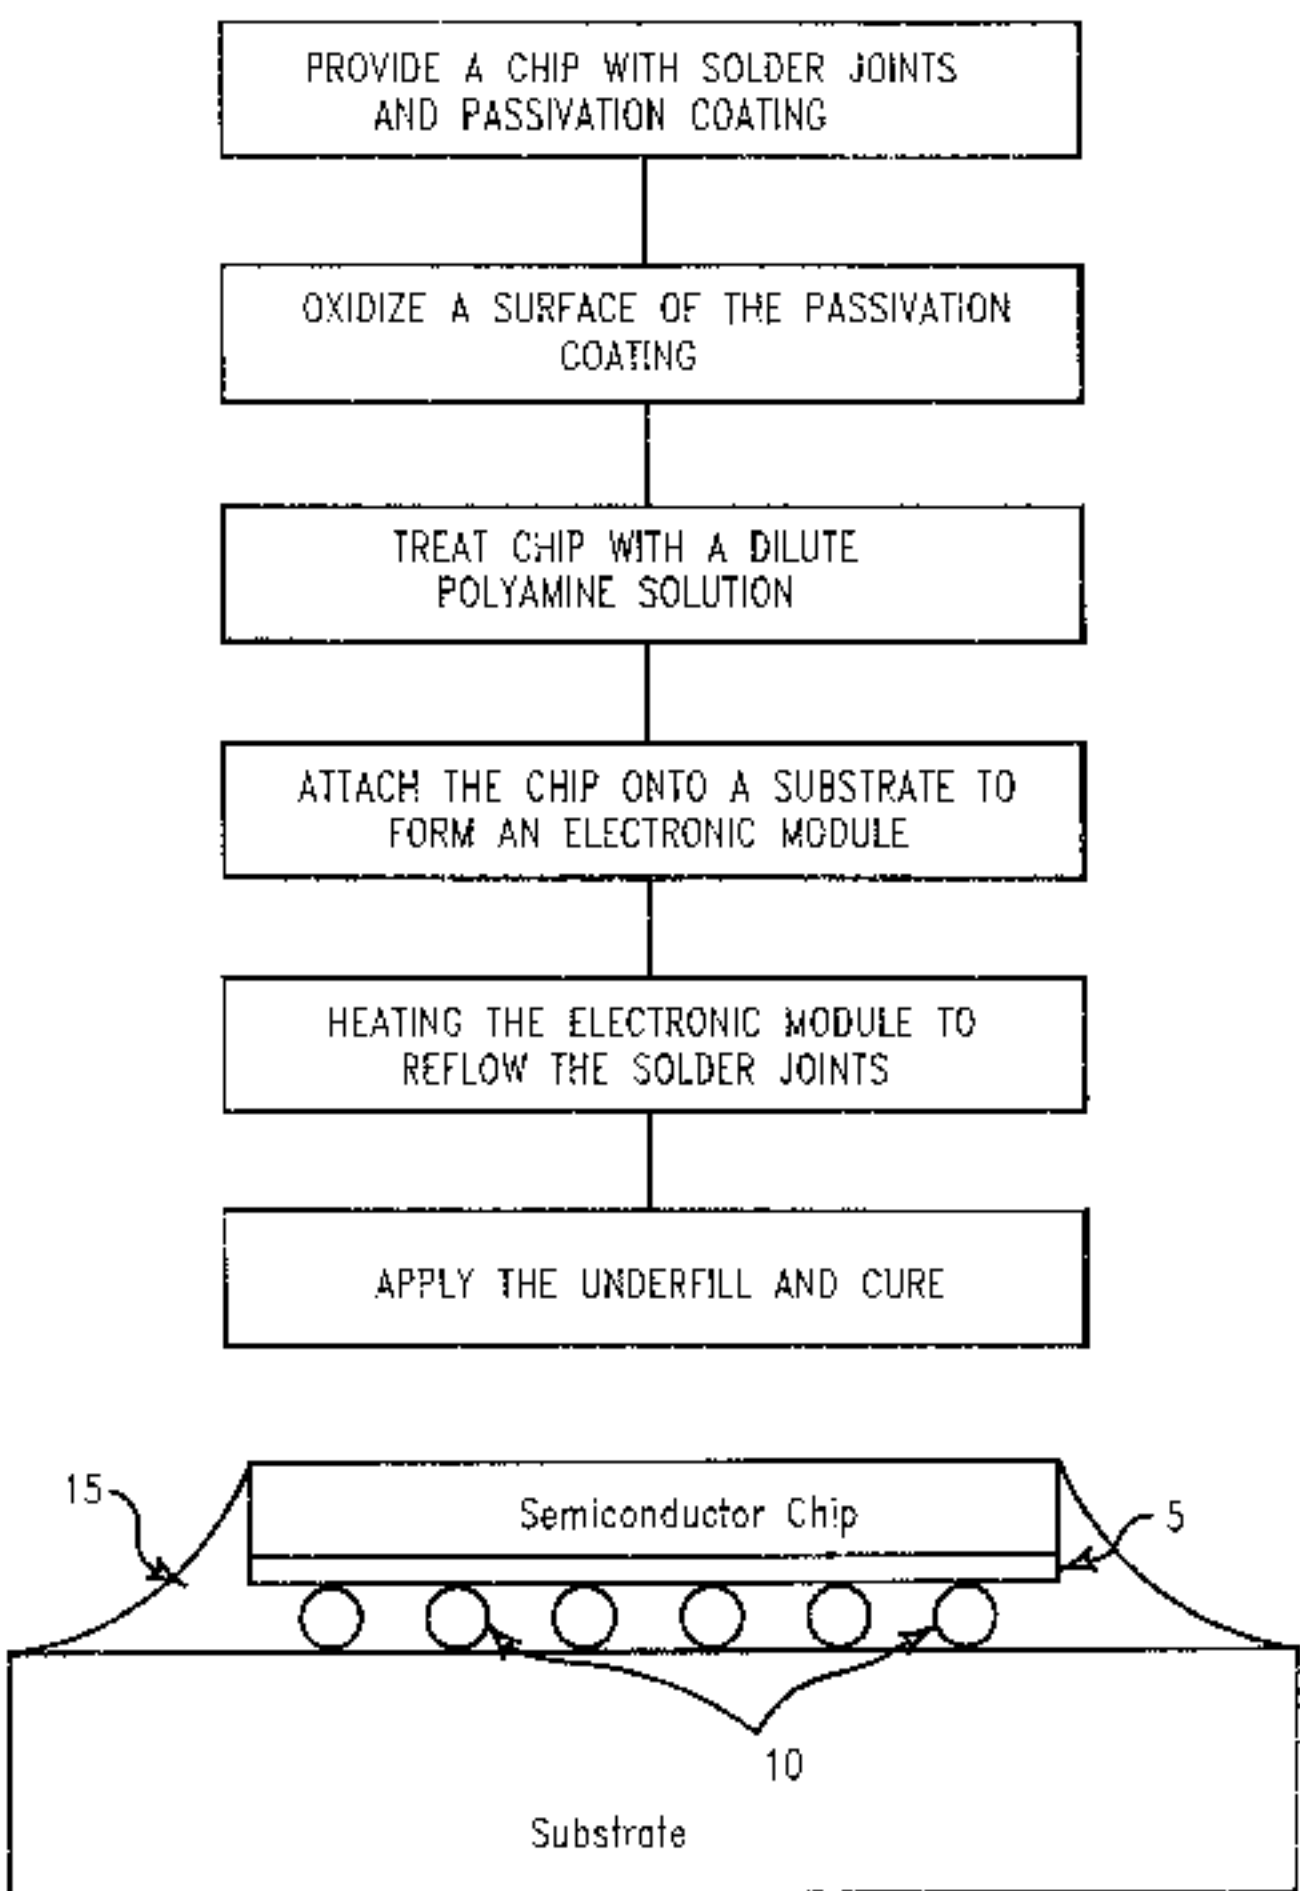 PROVIDE A CHIP WITH SOLDER JOINTS
AND PASSIVATION COATING
OXIDIZE A SURFACE OF THE PASSIVATION
COATING
TREAT CHIP WITH A DILUTE
POLYAMINE SOLUTION
ATTACH THE CHIP ONTO A SUBSTRATE TO
FORM AN ELECTRONIC MODULE
HEATING THE ELECTRONIC MODULE TO
REFLOW THE SOLDER JOINTS
APPLY THE UNDERFILL AND CURE
15
Semiconductor Chip
5
10
Substrate